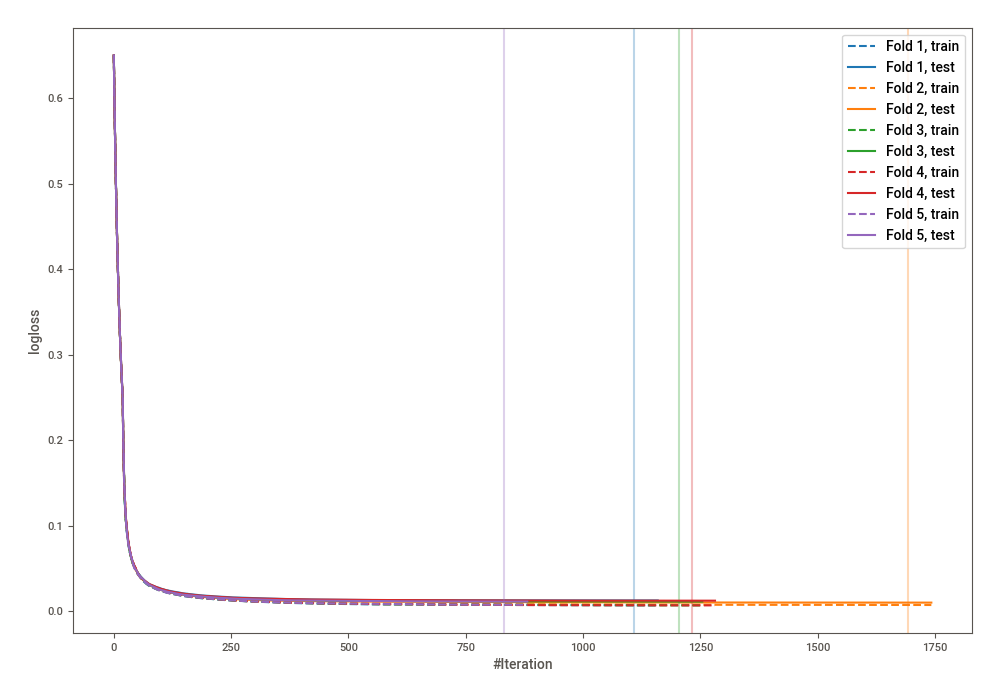 Fold 1, train
Fold 1, test
Fold 2, train
Fold 2, test
Fold 3, train
Fold 3, test
Fold 4, train
Fold 4, test
Fold 5, train
Fold 5, test
logloss
0.6
0.5
0.4
0.3
0.2
0.1
0.0
0 250 500 750 1000 1250 1500 1750
#Iteration